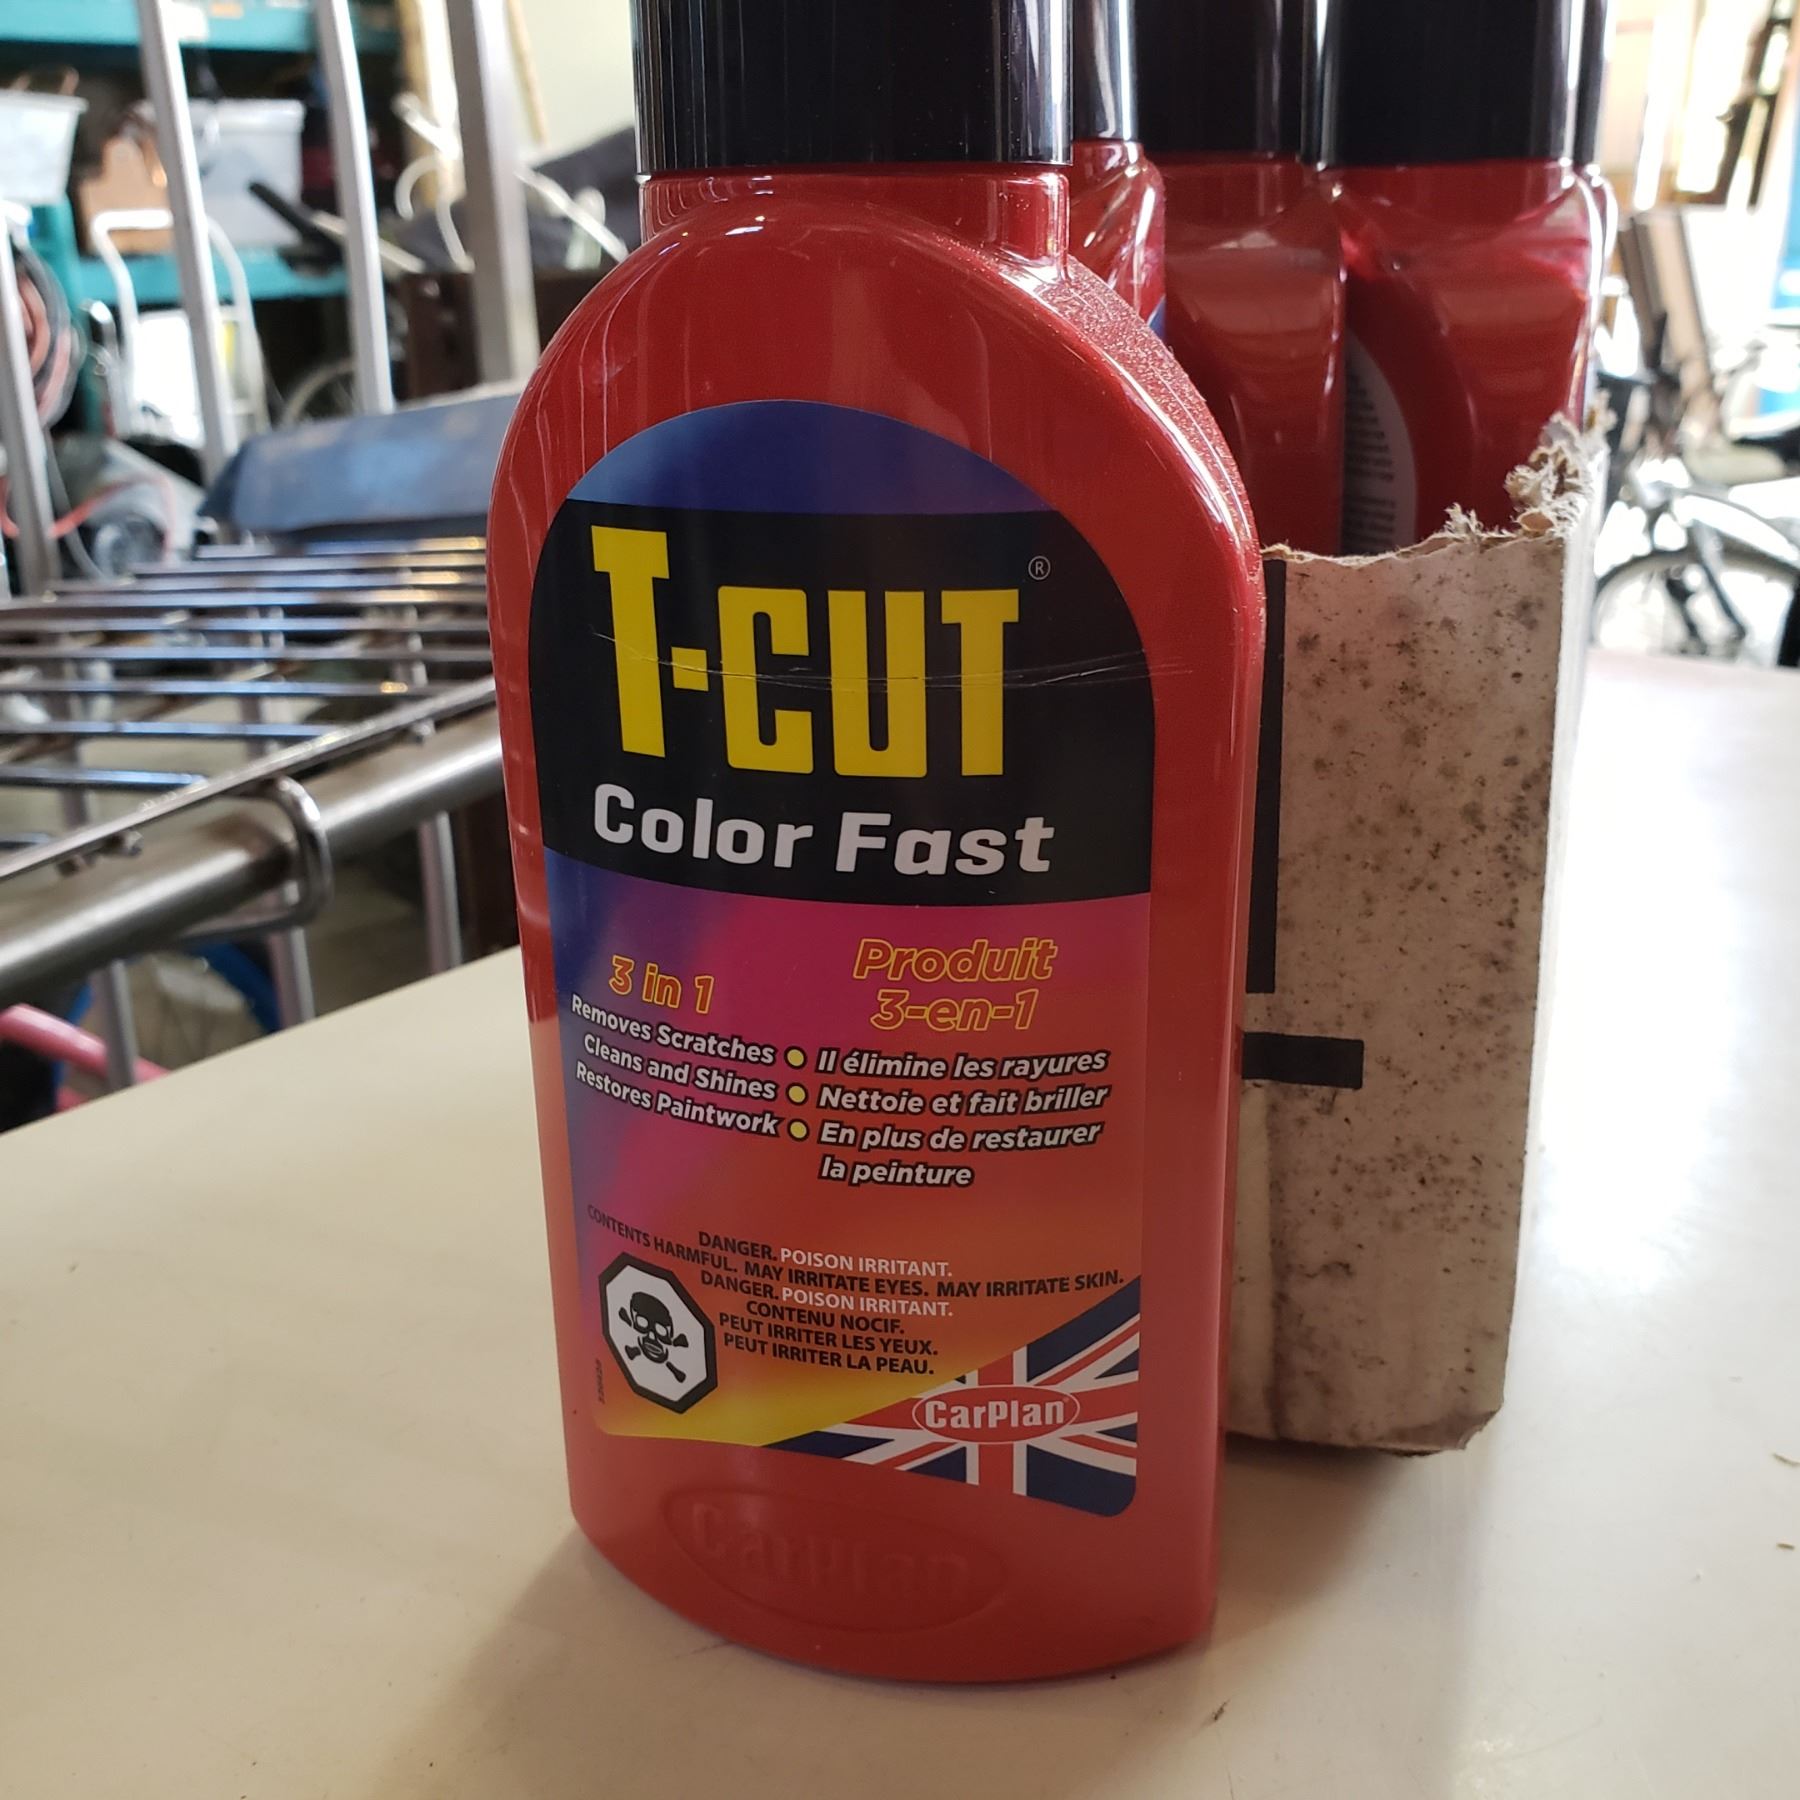 T-CUT®
Color Fast
3 in 1
Removes Scratches
Cleans and Shines
Restores Paintwork
Produit
3-en-1
Il élimine les rayures
Nettoie et fait briller
En plus de restaurer
la peinture
DANGER. POISON IRRITANT.
CONTENTS HARMFUL. MAY IRRITATE EYES. MAY IRRITATE SKIN.
DANGER. POISON IRRITANT.
CONTENU NOCIF.
PEUT IRRITER LES YEUX.
PEUT IRRITER LA PEAU.
CarPlan
CarPlan